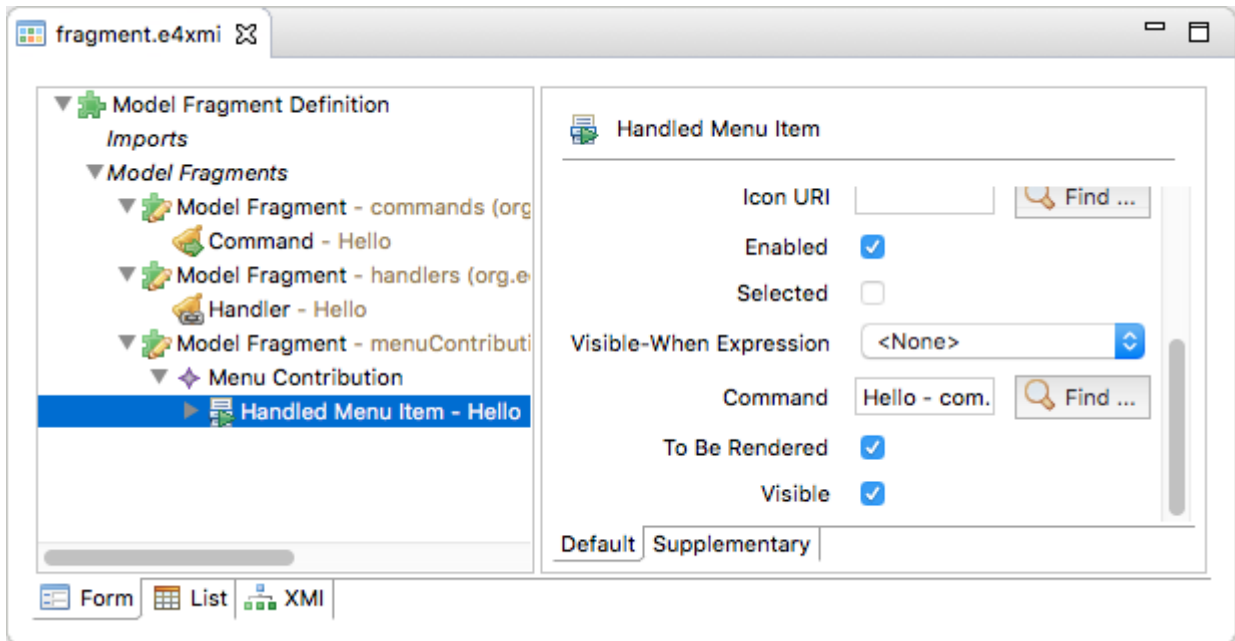 fragment.e4xmi
Model Fragment Definition
Imports
Model Fragments
Model Fragment - commands (org
Command - Hello
Model Fragment - handlers (org.e
Handler - Hello
Model Fragment - menuContributi
Menu Contribution
Handled Menu Item - Hello
Handled Menu Item
Icon URI Find ...
Enabled
Selected
Visible-When Expression <None>
Command Hello - com. Find ...
To Be Rendered
Visible
Default Supplementary
Form List XMI